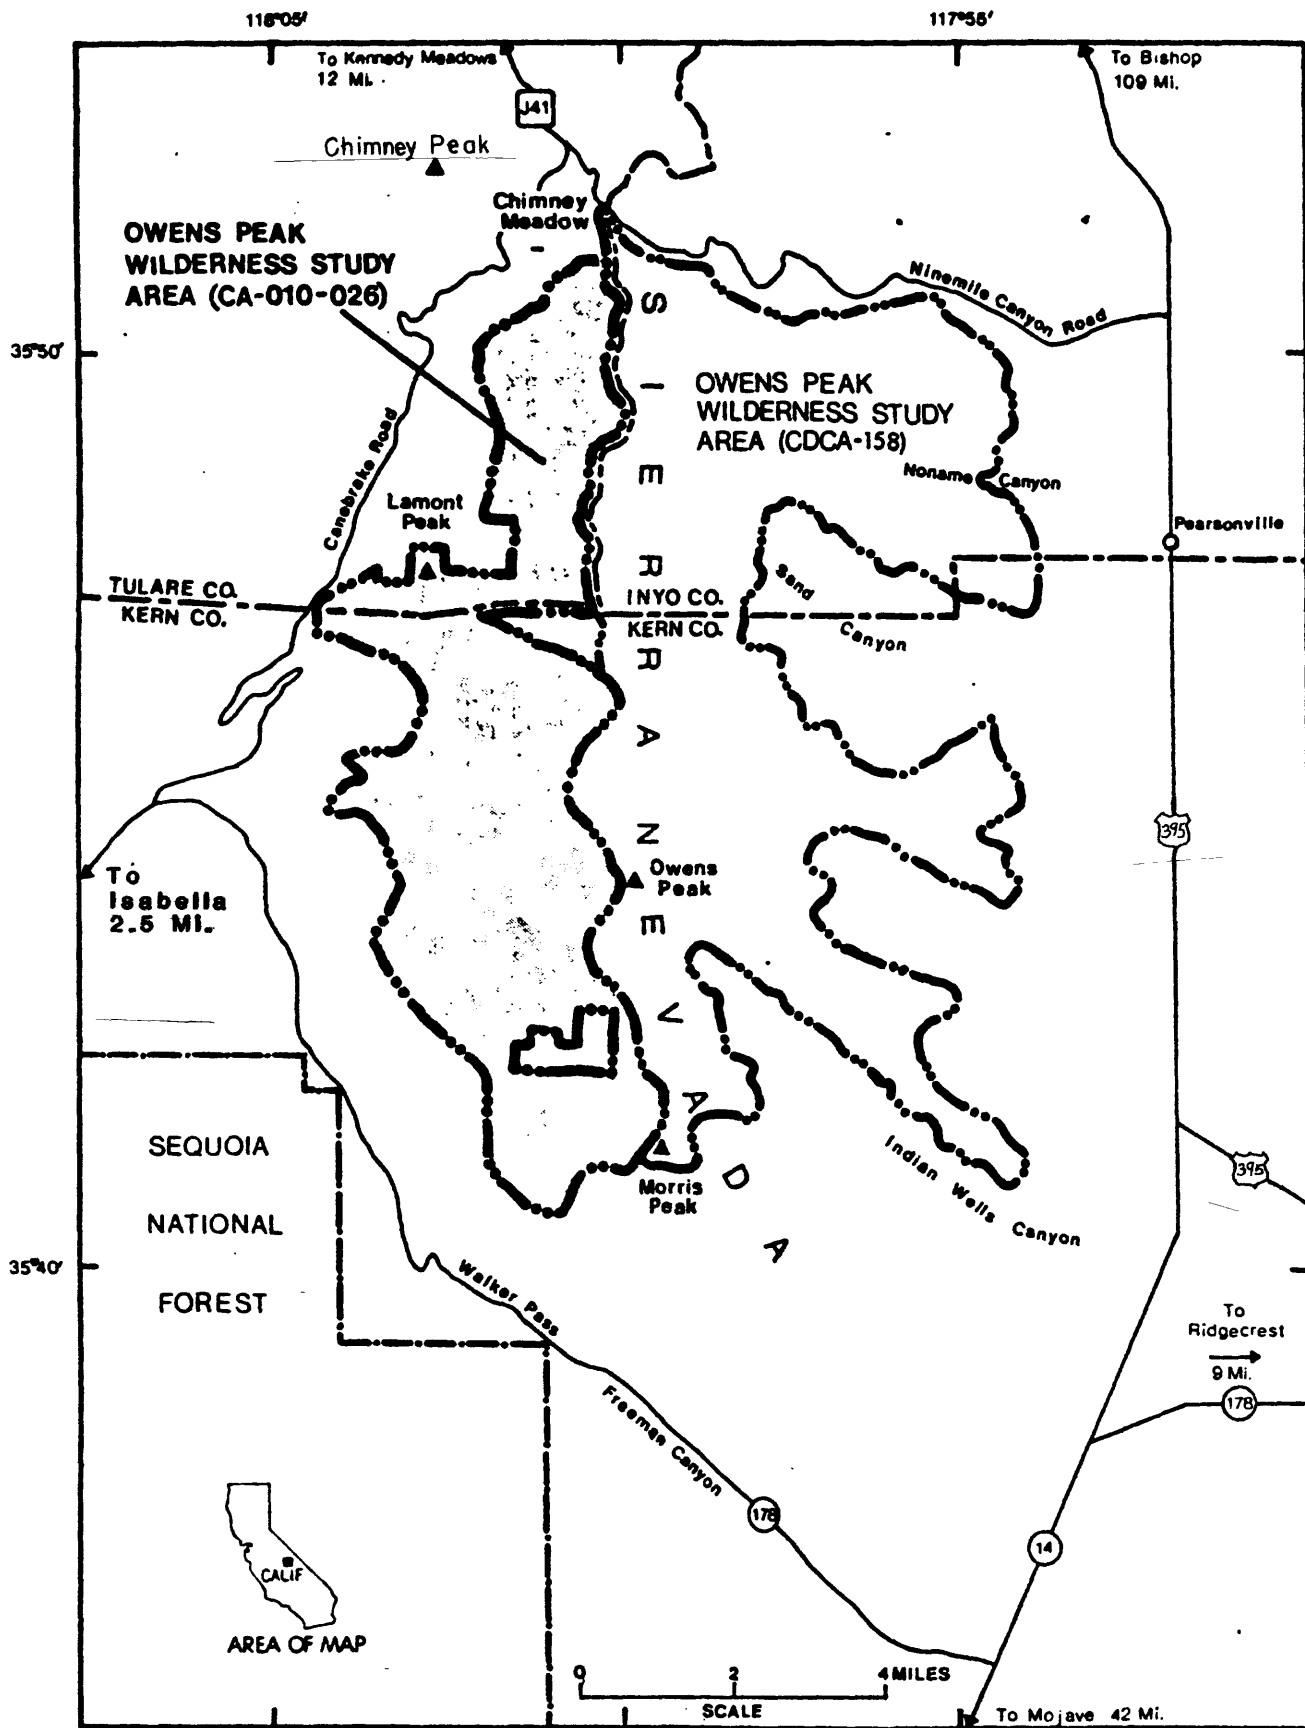 118°05'
117°55'
To Kennedy Meadows
12 Mi.
To Bishop
109 Mi.
J41
Chimney Peak
Chimney
Meadow
OWENS PEAK
WILDERNESS STUDY
AREA (CA-010-026)
Ninemile Canyon Road
35°50'
SIERRA NEVADA
OWENS PEAK
WILDERNESS STUDY
AREA (CDCA-158)
Canebrake Road
Noname Canyon
Lamont
Peak
Pearsonville
TULARE CO.
KERN CO.
INYO CO.
KERN CO.
Sand
Canyon
395
To
Isabella
2.5 MI.
Owens
Peak
SEQUOIA
NATIONAL
FOREST
Morris
Peak
Indian Wells Canyon
395
35°40'
Walker Pass
To
Ridgecrest
9 Mi.
178
Freeman Canyon
178
14
CALIF
AREA OF MAP
0 2 4 MILES
SCALE
To Mojave 42 Mi.